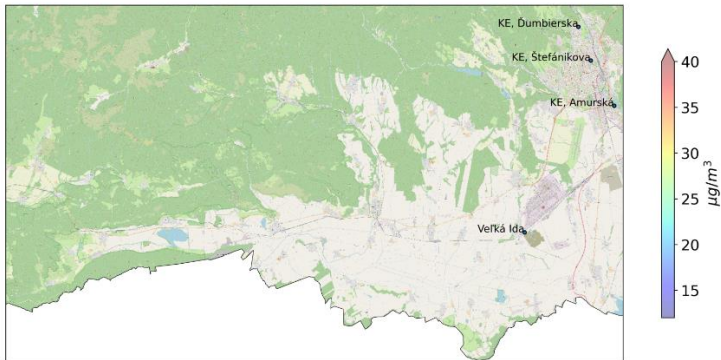 KE, Ďumbierska
KE, Štefánikova
KE, Amurská
Veľká Ida
40
35
30
25
20
15
μg/m³